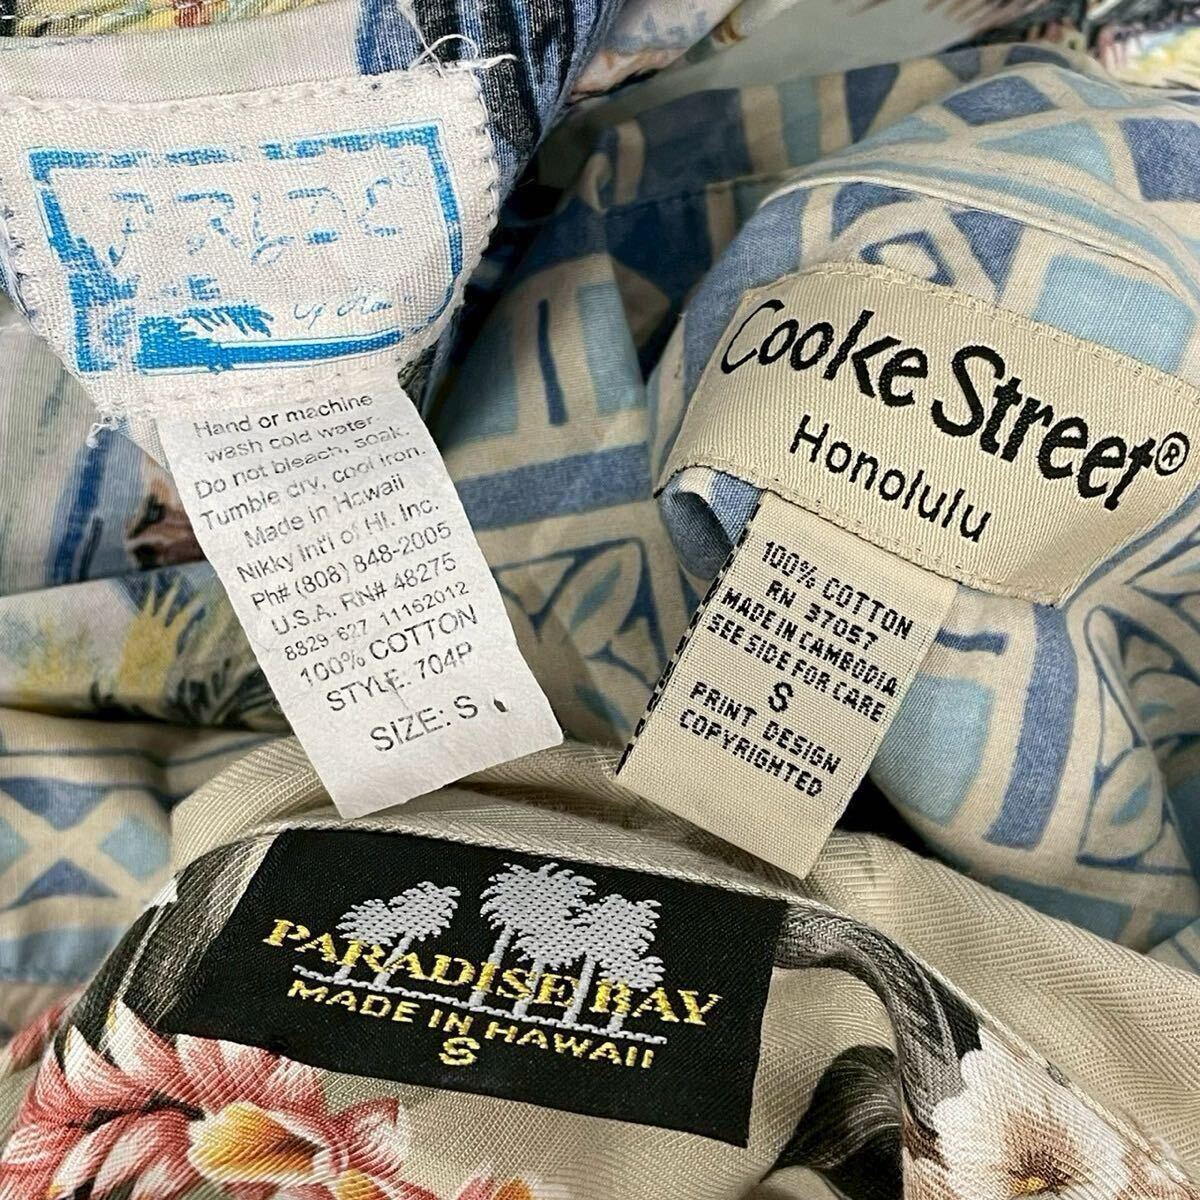 Hand or machine
wash cold water.
Do not bleach, soak.
Tumble dry, cool iron.
Made in Hawaii
Nikky Int'l of HI. Inc.
Ph# (808) 848-2005
U.S.A. RN# 48275
8829 627 11162012
100% COTTON
STYLE: 704P
SIZE: S
Cooke Street®
Honolulu
100% COTTON
RN 37057
MADE IN CAMBODIA
SEE SIDE FOR CARE
S
PRINT DESIGN
COPYRIGHTED
PARADISE BAY
MADE IN HAWAII
S